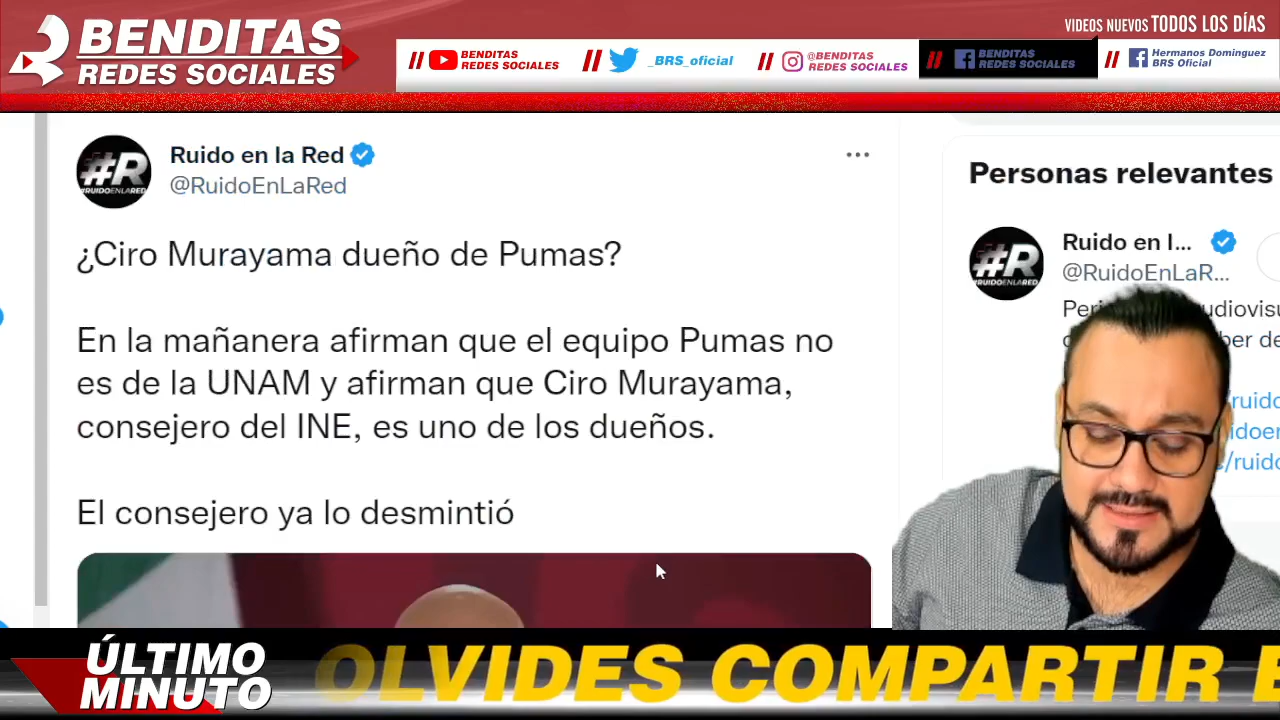 BENDITAS
REDES SOCIALES
VIDEOS NUEVOS TODOS LOS DÍAS
// BENDITAS
REDES SOCIALES
// _BRS_oficial
// @BENDITAS
REDES SOCIALES
// BENDITAS
REDES SOCIALES
// Hermanos Dominguez
BRS Oficial
#R
#RUIDOENLARED
Ruido en la Red
@RuidoEnLaRed
¿Ciro Murayama dueño de Pumas?
En la mañanera afirman que el equipo Pumas no
es de la UNAM y afirman que Ciro Murayama,
consejero del INE, es uno de los dueños.
El consejero ya lo desmintió
Personas relevantes
#R
#RUIDOENLARED
Ruido en l...
@RuidoEnLaR...
ÚLTIMO
MINUTO
OLVIDES COMPARTIR E